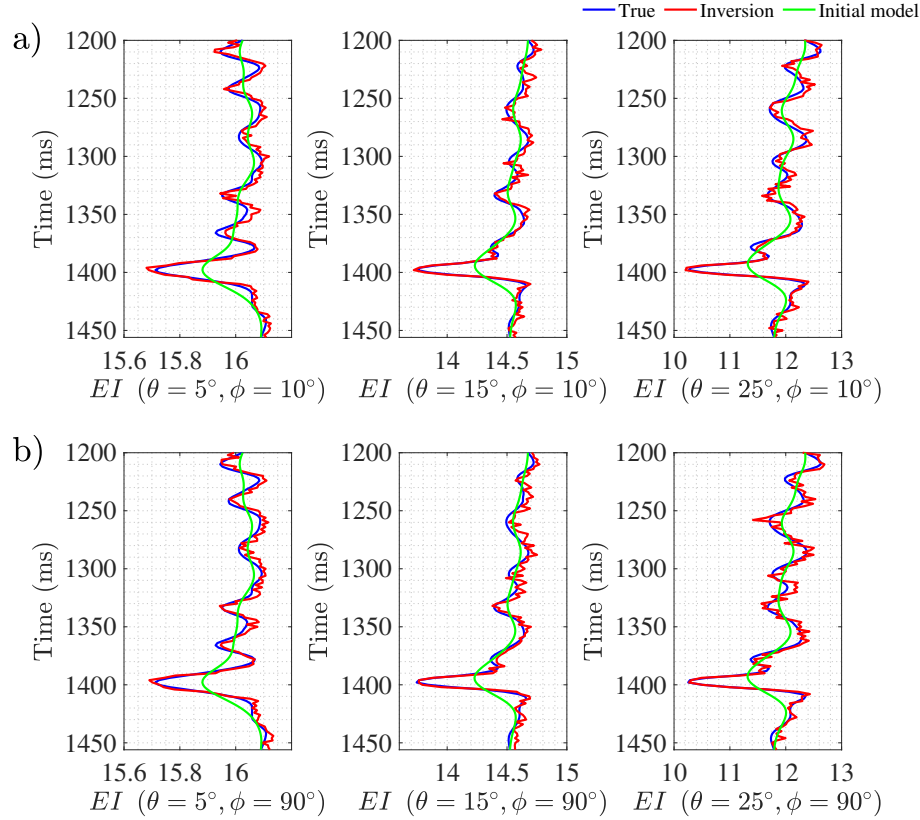 True Inversion Initial model
a)
1200
1250
1300
1350
1400
1450
Time (ms)
15.6 15.8 16
EI (θ = 5°, ϕ = 10°)
1200
1250
1300
1350
1400
1450
Time (ms)
14 14.5 15
EI (θ = 15°, ϕ = 10°)
1200
1250
1300
1350
1400
1450
Time (ms)
10 11 12 13
EI (θ = 25°, ϕ = 10°)
b)
1200
1250
1300
1350
1400
1450
Time (ms)
15.6 15.8 16
EI (θ = 5°, ϕ = 90°)
1200
1250
1300
1350
1400
1450
Time (ms)
14 14.5 15
EI (θ = 15°, ϕ = 90°)
1200
1250
1300
1350
1400
1450
Time (ms)
10 11 12 13
EI (θ = 25°, ϕ = 90°)